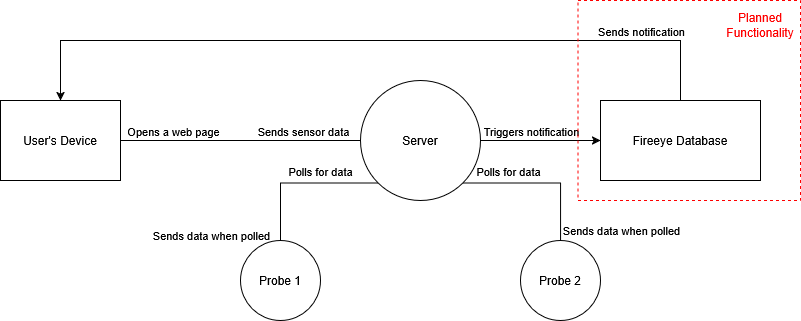 Planned
Functionality
Sends notification
User's Device
Opens a web page
Sends sensor data
Server
Triggers notification
Fireeye Database
Polls for data
Polls for data
Sends data when polled
Sends data when polled
Probe 1
Probe 2